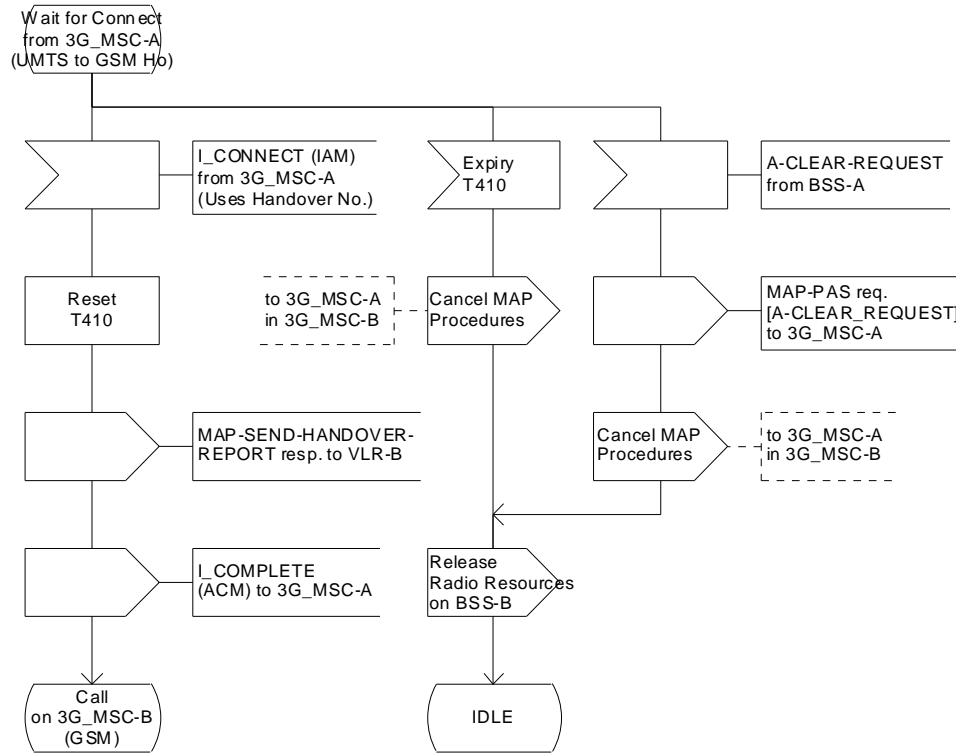 Wait for Connect
from 3G_MSC-A
(UMTS to GSM Ho)
I_CONNECT (IAM)
from 3G_MSC-A
(Uses Handover No.)
Expiry
T410
A-CLEAR-REQUEST
from BSS-A
Reset
T410
to 3G_MSC-A
in 3G_MSC-B
Cancel MAP
Procedures
MAP-PAS req.
[A-CLEAR_REQUEST]
to 3G_MSC-A
MAP-SEND-HANDOVER-
REPORT resp. to VLR-B
Cancel MAP
Procedures
to 3G_MSC-A
in 3G_MSC-B
I_COMPLETE
(ACM) to 3G_MSC-A
Release
Radio Resources
on BSS-B
Call
on 3G_MSC-B
(GSM)
IDLE